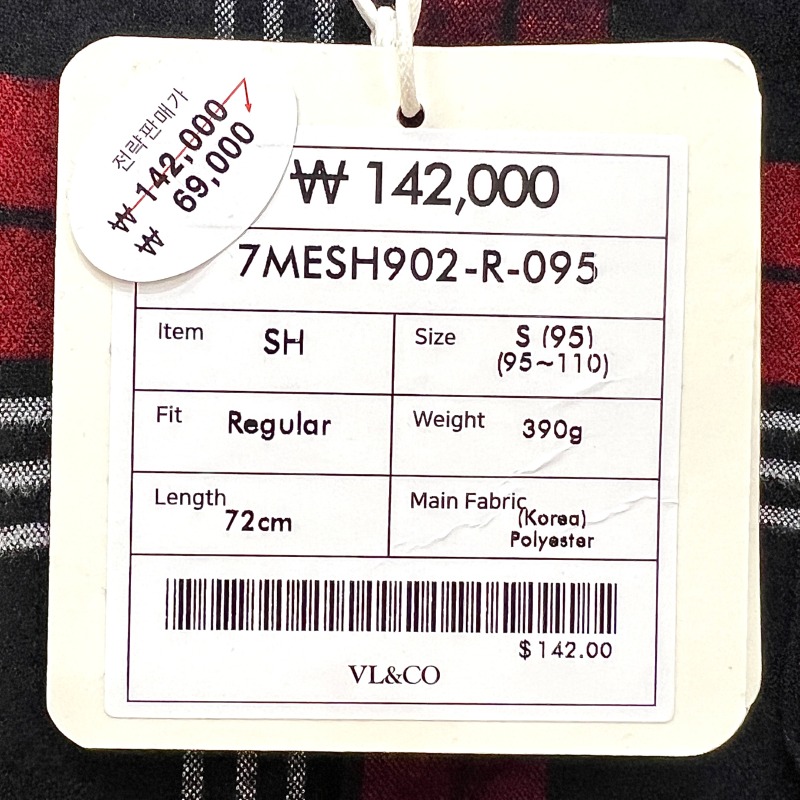 전략판매가
₩ 142,000
₩ 69,000
₩ 142,000
7MESH902-R-095
Item SH
Size S (95)
(95~110)
Fit Regular
Weight 390g
Length 72cm
Main Fabric (Korea)
Polyester
$142.00
VL&CO